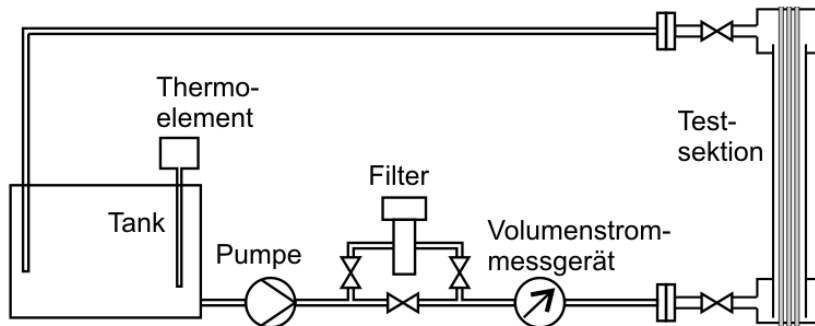 Thermo-
element
Tank
Pumpe
Filter
Volumenstrom-
messgerät
Test-
sektion